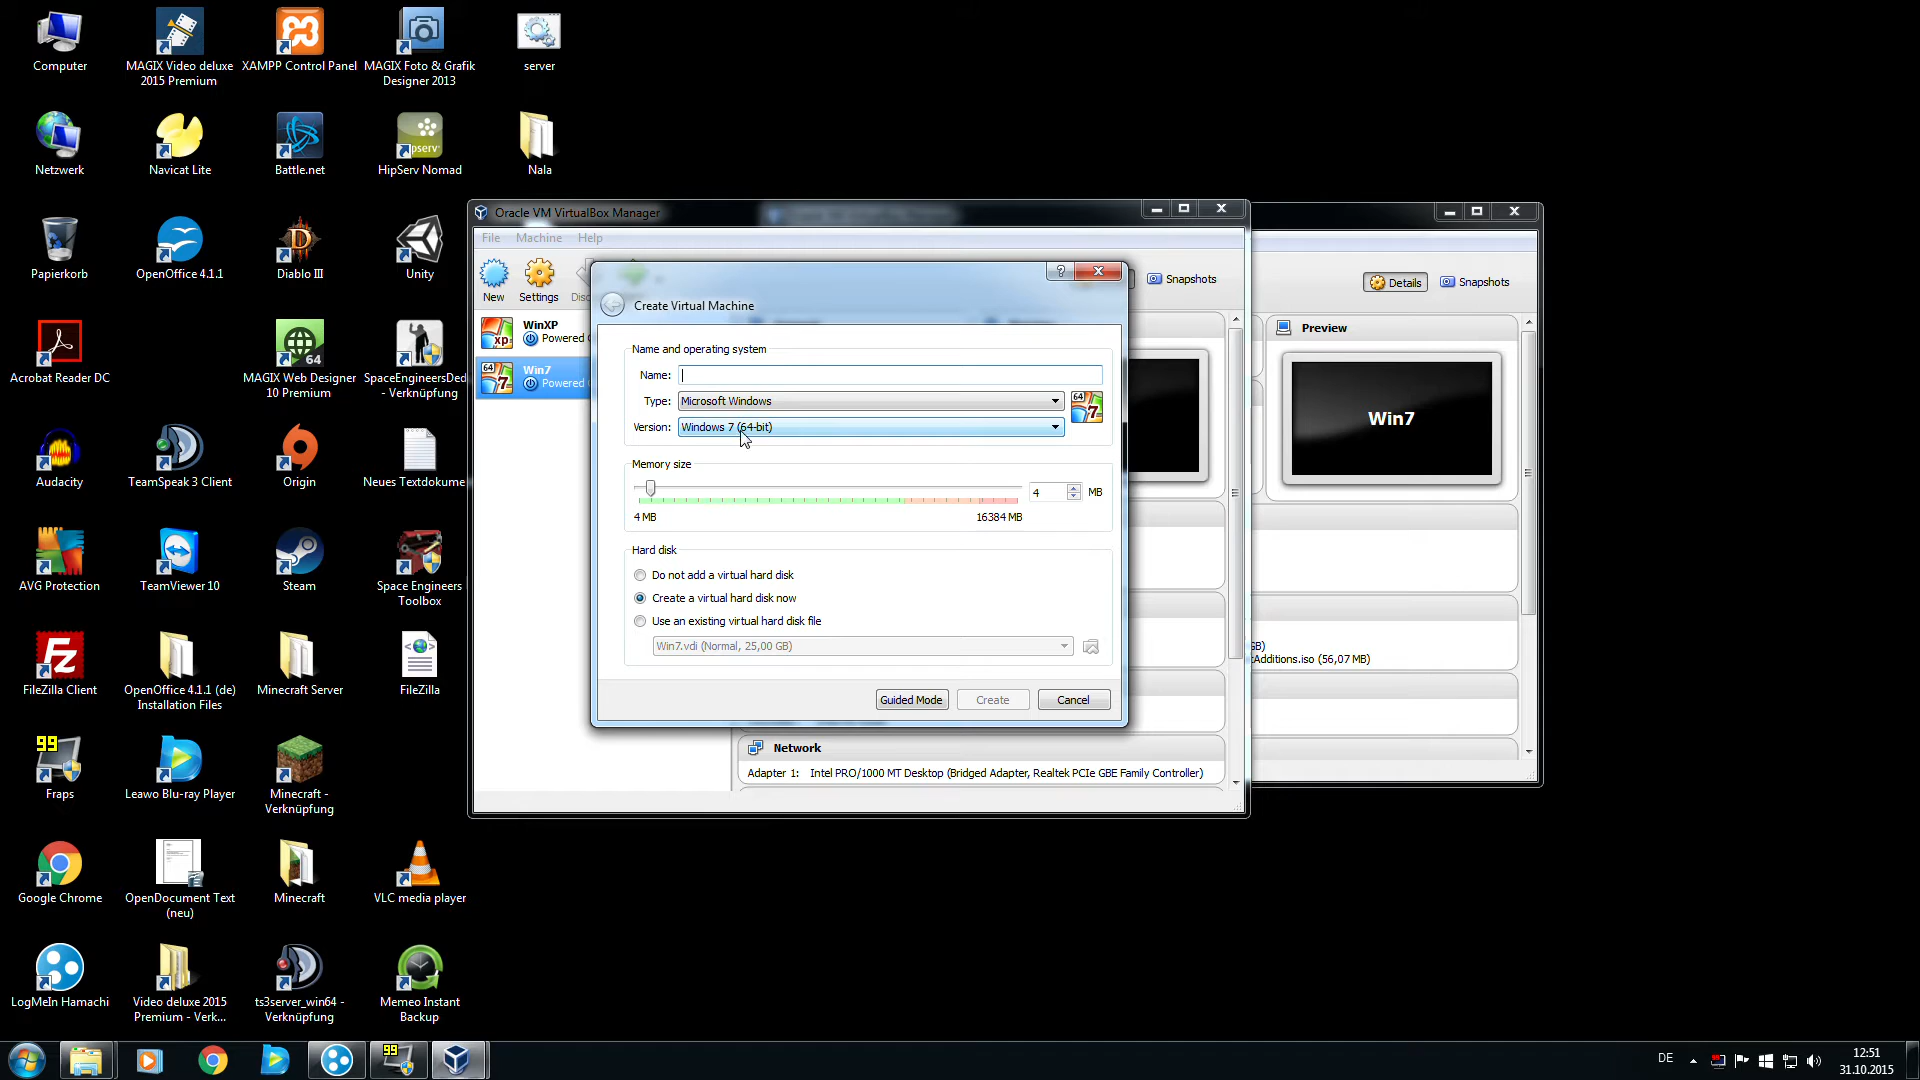 Computer
MAGIX Video deluxe
2015 Premium
XAMPP Control Panel
MAGIX Foto & Grafik
Designer 2013
server
Netzwerk
Navicat Lite
Battle.net
HipServ Nomad
Nala
Papierkorb
OpenOffice 4.1.1
Diablo III
Unity
Acrobat Reader DC
64
MAGIX Web Designer
10 Premium
SpaceEngineersDed
- Verknüpfung
Audacity
TeamSpeak 3 Client
Origin
Neues Textdokume
AVG Protection
TeamViewer 10
Steam
Space Engineers
Toolbox
FileZilla Client
OpenOffice 4.1.1 (de)
Installation Files
Minecraft Server
FileZilla
99
Fraps
Leawo Blu-ray Player
Minecraft -
Verknüpfung
Google Chrome
OpenDocument Text
(neu)
Minecraft
VLC media player
LogMeIn Hamachi
Video deluxe 2015
Premium - Verk...
ts3server_win64 -
Verknüpfung
Memeo Instant
Backup
Oracle VM VirtualBox Manager
File Machine Help
New
Settings
Disc
Snapshots
WinXP
Powered
64
Win7
Powered
Create Virtual Machine
Name and operating system
Name:
Type: Microsoft Windows
Version: Windows 7 (64-bit)
64
Memory size
4 MB
4 MB
16384 MB
Hard disk
Do not add a virtual hard disk
Create a virtual hard disk now
Use an existing virtual hard disk file
Win7.vdi (Normal, 25,00 GB)
Guided Mode
Create
Cancel
Network
Adapter 1: Intel PRO/1000 MT Desktop (Bridged Adapter, Realtek PCIe GBE Family Controller)
Details
Snapshots
Preview
Win7
GB)
Additions.iso (56,07 MB)
99
DE
12:51
31.10.2015